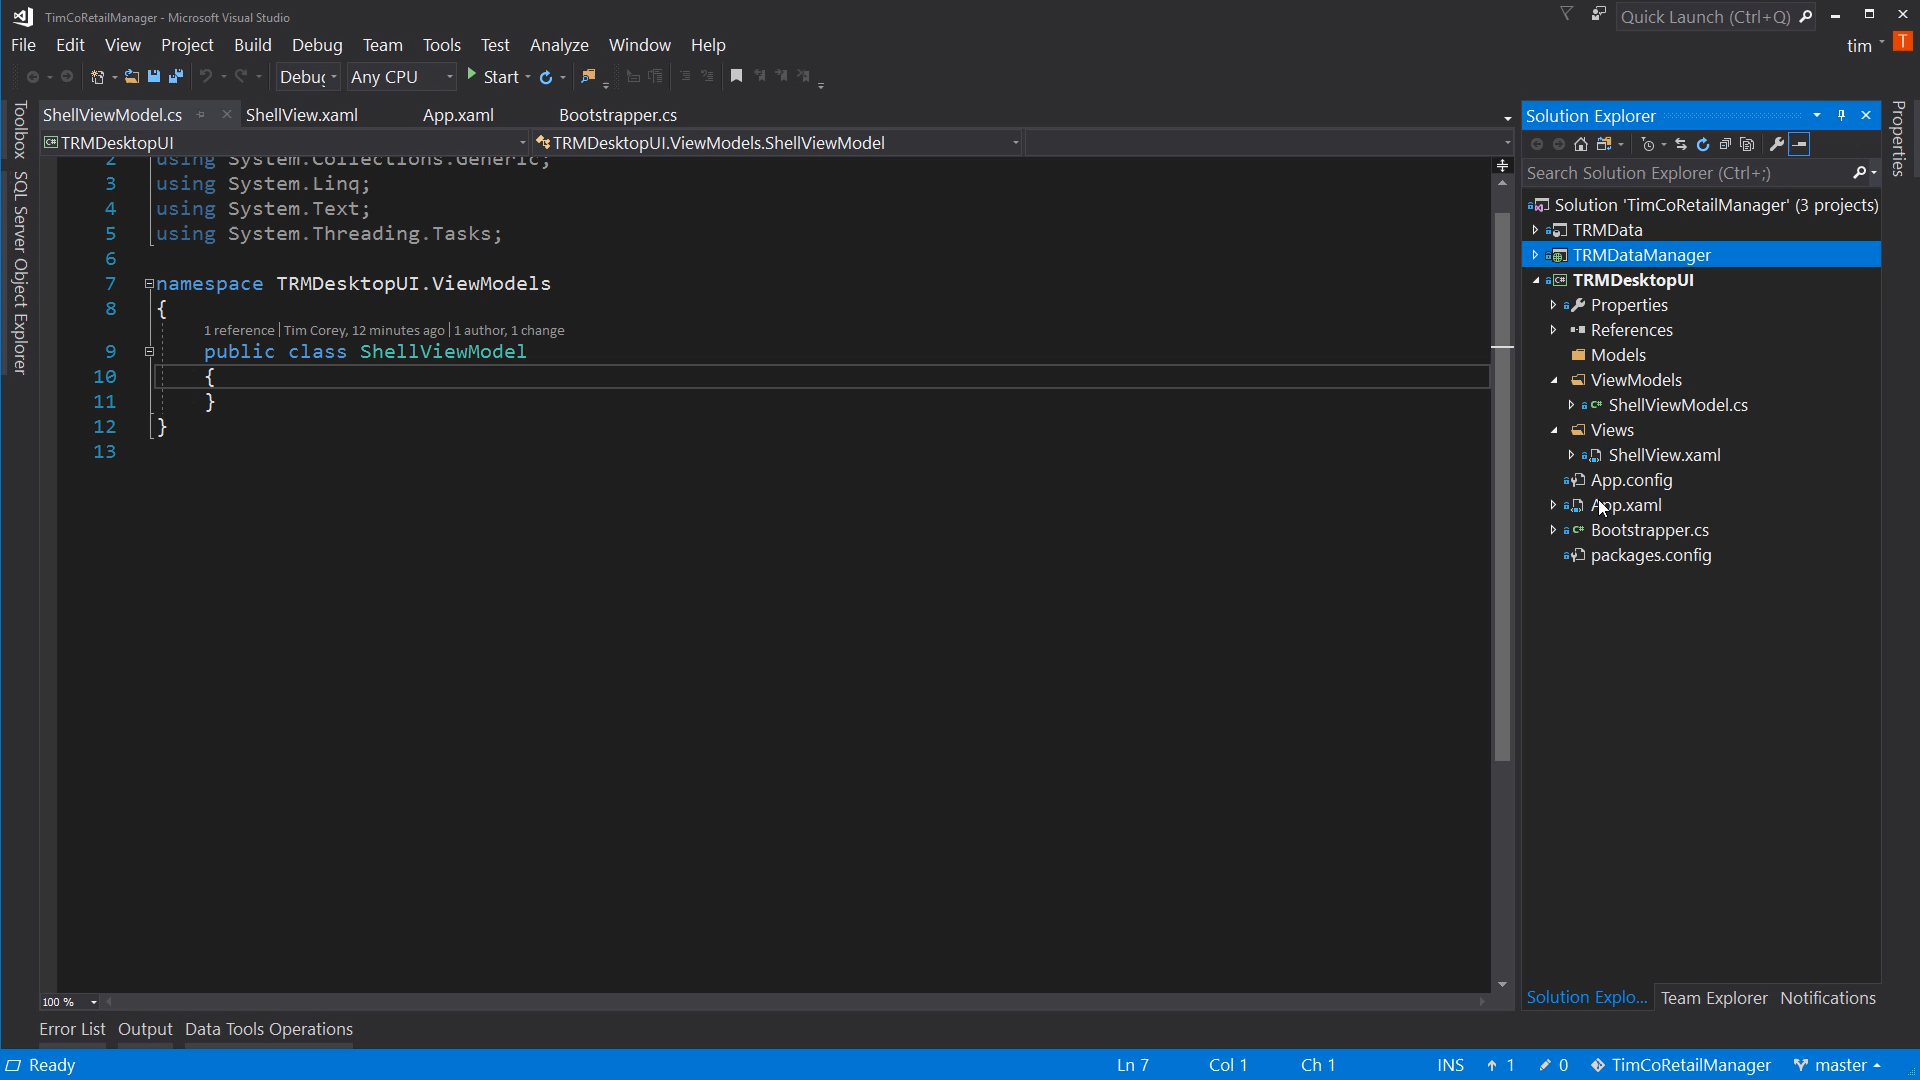 TimCoRetailManager - Microsoft Visual Studio
Quick Launch (Ctrl+Q)
File Edit View Project Build Debug Team Tools Test Analyze Window Help
tim T
Debug Any CPU Start
ShellViewModel.cs ShellView.xaml App.xaml Bootstrapper.cs
TRMDesktopUI TRMDesktopUI.ViewModels.ShellViewModel
Toolbox
SQL Server Object Explorer
2 using System.Collections.Generic;
3 using System.Linq;
4 using System.Text;
5 using System.Threading.Tasks;
6
7 namespace TRMDesktopUI.ViewModels
8 {
1 reference | Tim Corey, 12 minutes ago | 1 author, 1 change
9 public class ShellViewModel
10 {
11 }
12 }
13
100 %
Solution Explorer
Search Solution Explorer (Ctrl+;)
Solution 'TimCoRetailManager' (3 projects)
TRMData
TRMDataManager
TRMDesktopUI
Properties
References
Models
ViewModels
ShellViewModel.cs
Views
ShellView.xaml
App.config
App.xaml
Bootstrapper.cs
packages.config
Solution Explo... Team Explorer Notifications
Properties
Error List Output Data Tools Operations
Ready Ln 7 Col 1 Ch 1 INS 1 0 TimCoRetailManager master